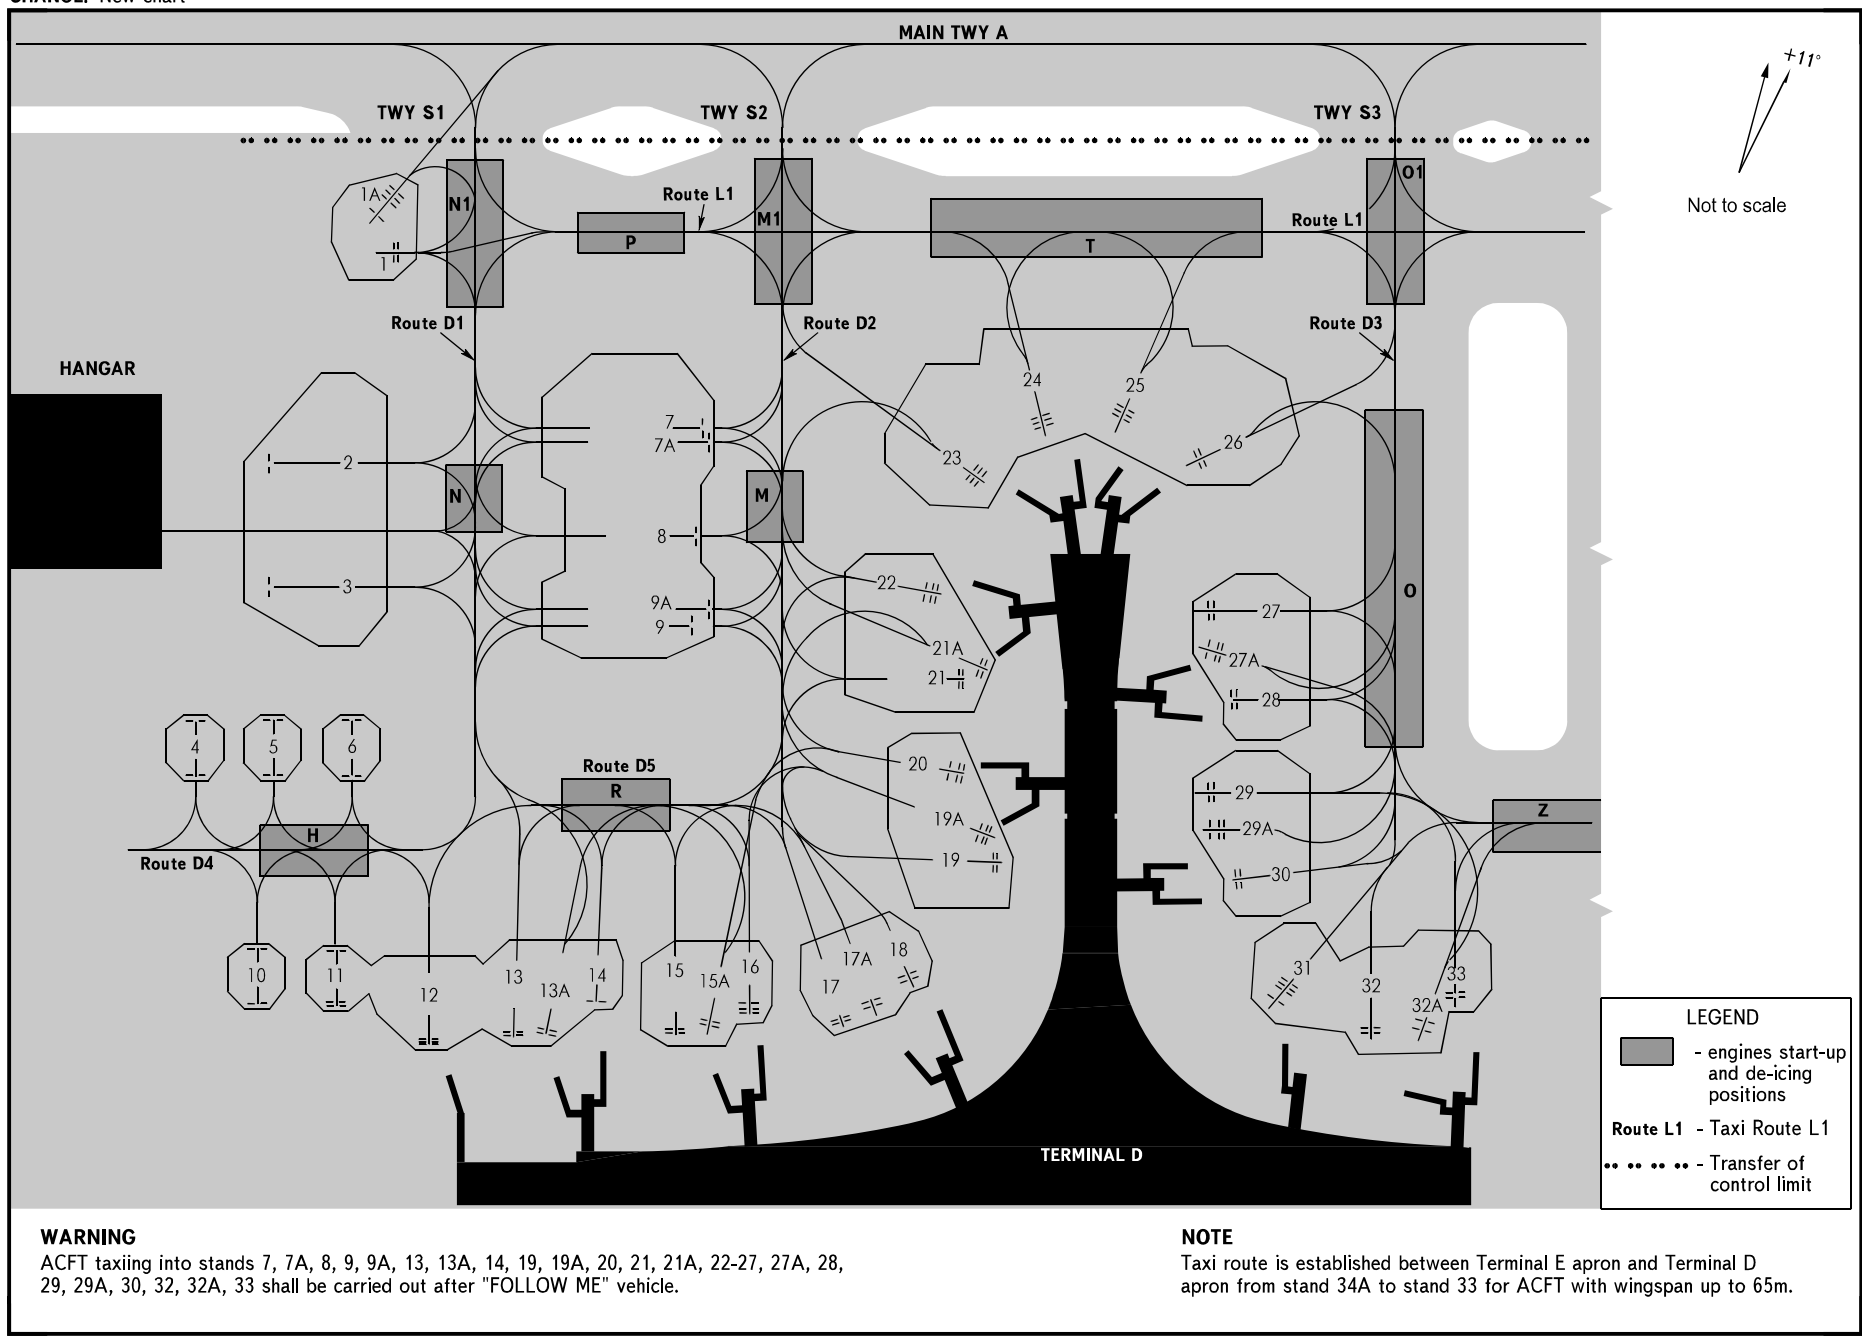 CHANGE: New chart
MAIN TWY A
+11°
TWY S1
TWY S2
TWY S3
Not to scale
1A
N1
Route L1
M1
P
T
Route L1
O1
1
Route D1
Route D2
Route D3
HANGAR
24
25
7
7A
26
2
23
N
M
8
22
3
9A
9
27
O
21A
27A
21
28
4
5
6
Route D5
R
20
29
Z
H
19A
29A
Route D4
19
30
10
11
12
13
13A
14
15
15A
16
17
17A
18
31
32
32A
33
TERMINAL D
LEGEND
- engines start-up
and de-icing
positions
Route L1 - Taxi Route L1
- Transfer of
control limit
WARNING
ACFT taxiing into stands 7, 7A, 8, 9, 9A, 13, 13A, 14, 19, 19A, 20, 21, 21A, 22-27, 27A, 28,
29, 29A, 30, 32, 32A, 33 shall be carried out after "FOLLOW ME" vehicle.
NOTE
Taxi route is established between Terminal E apron and Terminal D
apron from stand 34A to stand 33 for ACFT with wingspan up to 65m.